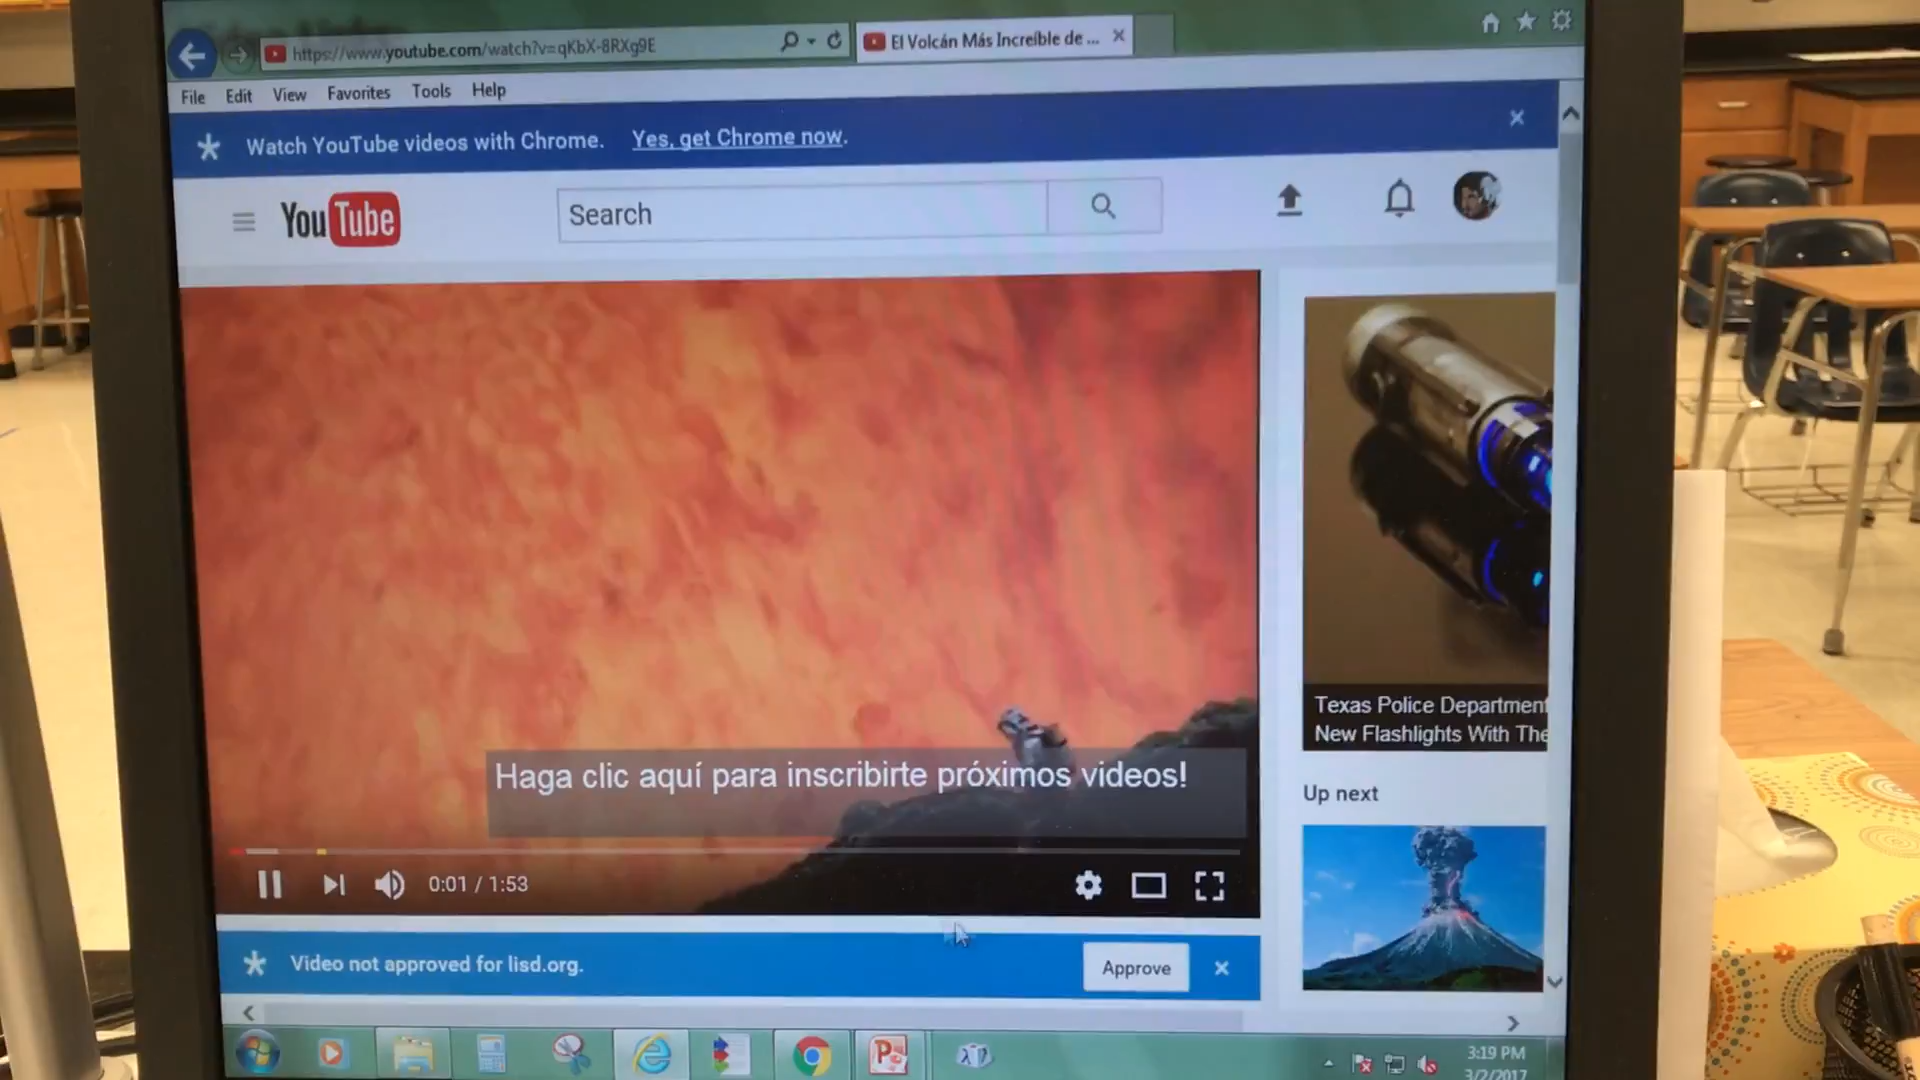 https://www.youtube.com/watch?v=qKbX-8RXg9E
El Volcán Más Increíble de ...
File Edit View Favorites Tools Help
Watch YouTube videos with Chrome. Yes, get Chrome now.
YouTube
Search
Haga clic aquí para inscribirte próximos videos!
0:01 / 1:53
Texas Police Department
New Flashlights With The
Up next
Video not approved for lisd.org.
Approve
3:19 PM
3/2/2017